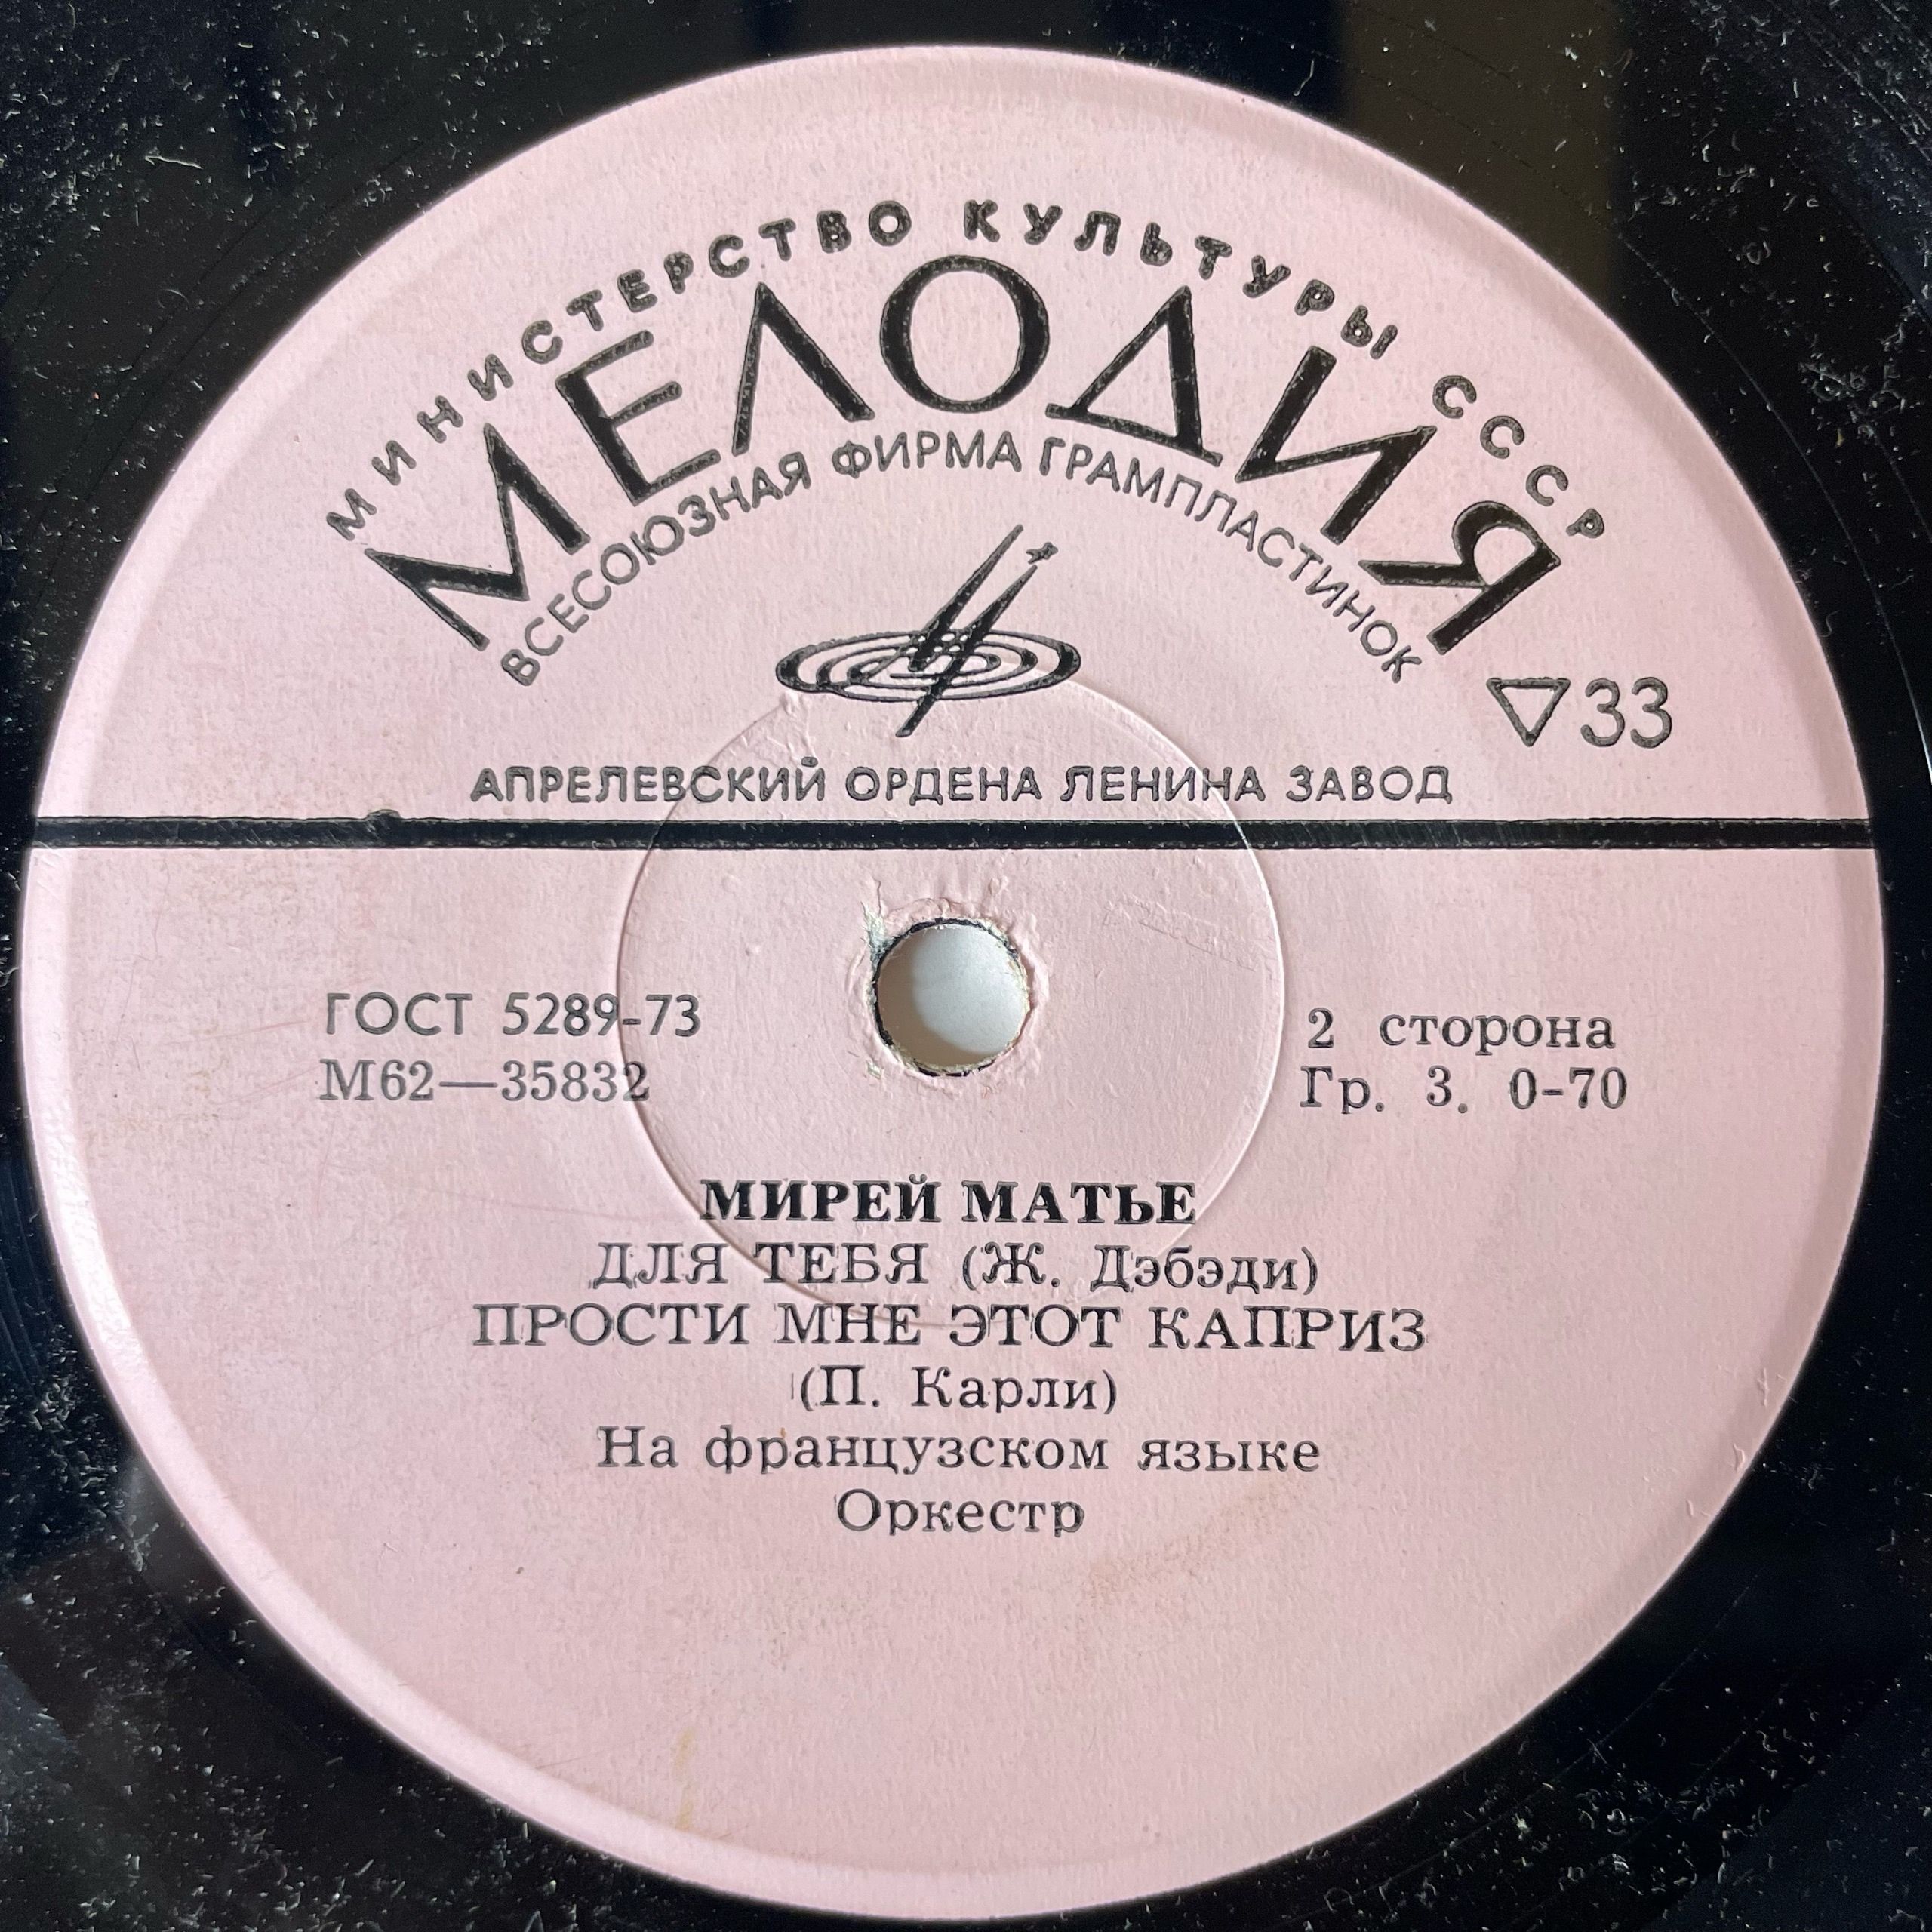 МИНИСТЕРСТВО КУЛЬТУРЫ СССР
МЕЛОДИЯ
ВСЕСОЮЗНАЯ ФИРМА ГРАМПЛАСТИНОК
▽33
АПРЕЛЕВСКИЙ ОРДЕНА ЛЕНИНА ЗАВОД
ГОСТ 5289-73
М62—35832
2 сторона
Гр. 3. 0-70
МИРЕЙ МАТЬЕ
ДЛЯ ТЕБЯ (Ж. Дэбэди)
ПРОСТИ МНЕ ЭТОТ КАПРИЗ
(П. Карли)
На французском языке
Оркестр